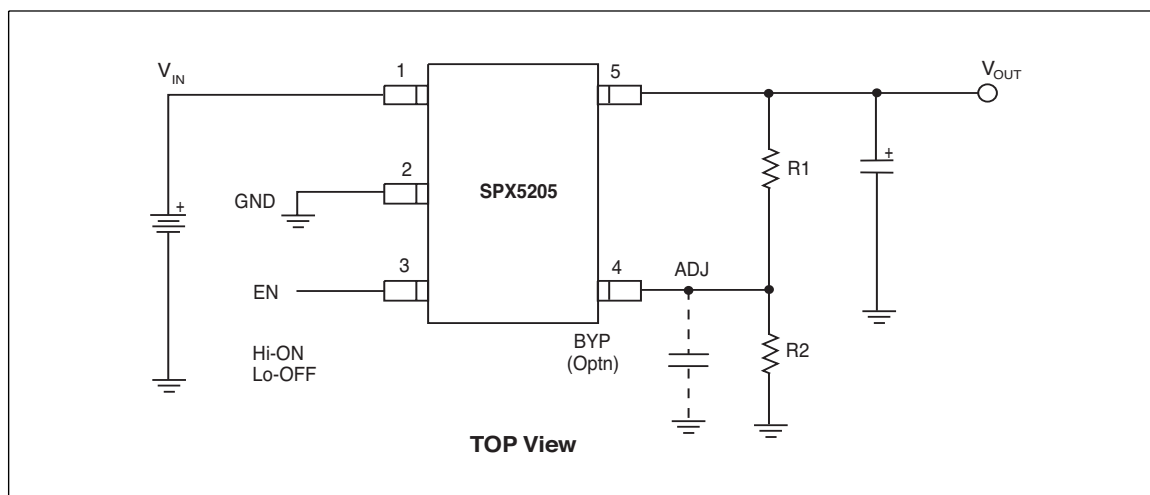 VIN
1
5
VOUT
+
R1
2
GND
SPX5205
+
3
4
ADJ
EN
BYP
(Optn)
R2
Hi-ON
Lo-OFF
TOP View